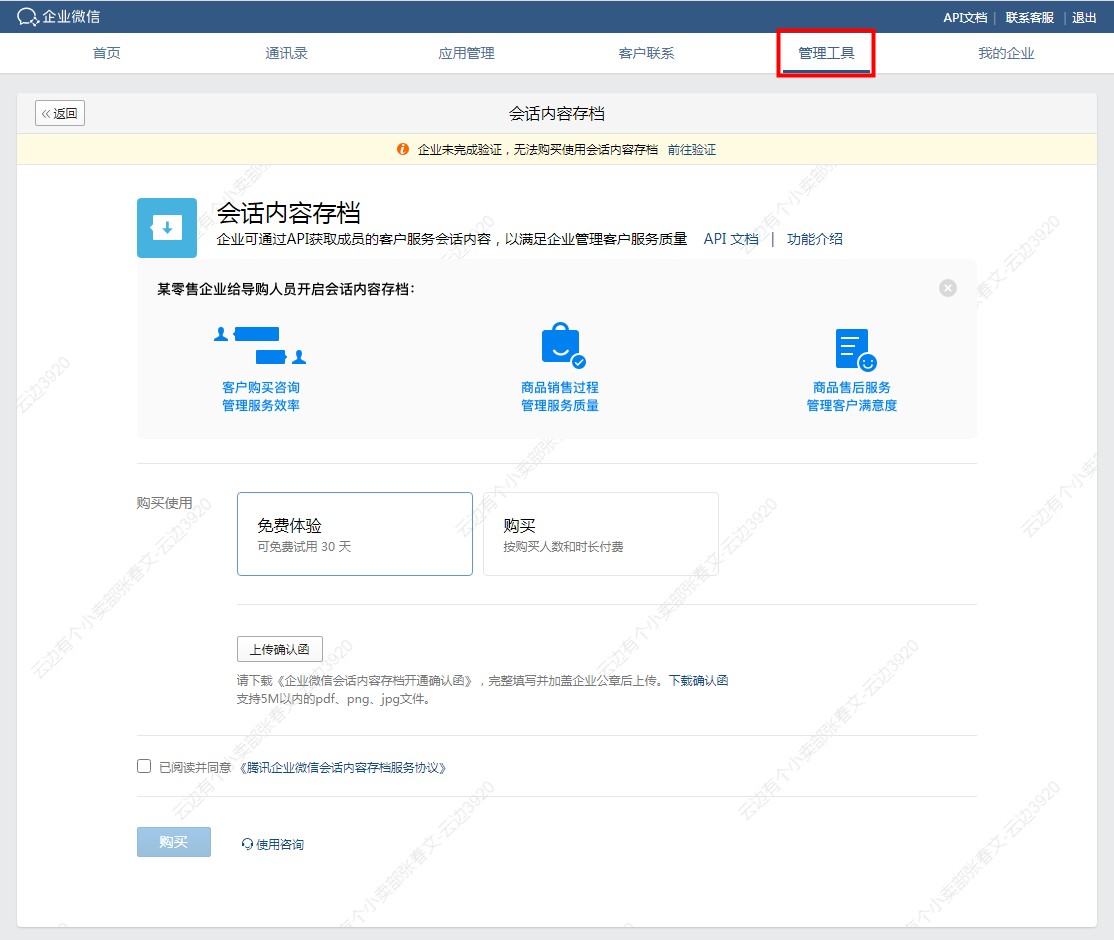 企业微信
API文档 | 联系客服 | 退出
首页 通讯录 应用管理 客户联系 管理工具 我的企业
«返回
会话内容存档
企业未完成验证，无法购买使用会话内容存档 前往验证
会话内容存档
企业可通过API获取成员的客户服务会话内容，以满足企业管理客户服务质量 API 文档 | 功能介绍
某零售企业给导购人员开启会话内容存档：
客户购买咨询
管理服务效率
商品销售过程
管理服务质量
商品售后服务
管理客户满意度
购买使用
免费体验
可免费试用 30 天
购买
按购买人数和时长付费
上传确认函
请下载《企业微信会话内容存档开通确认函》，完整填写并加盖企业公章后上传。下载确认函
支持5M以内的pdf、png、jpg文件。
已阅读并同意《腾讯企业微信会话内容存档服务协议》
购买
使用咨询
云边有个小卖部张春文-云边3920